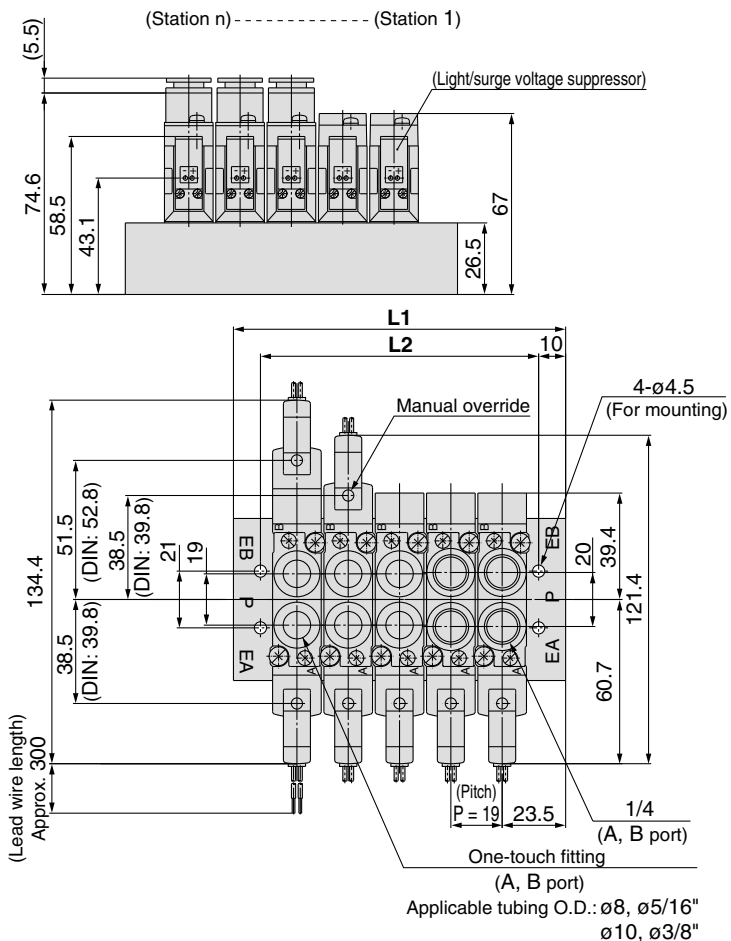 (Station n)
(Station 1)
(5.5)
(Light/surge voltage suppressor)
74.6
58.5
43.1
26.5
67
L1
L2
10
4-ø4.5
(For mounting)
Manual override
134.4
51.5
(DIN: 52.8)
38.5
(DIN: 39.8)
21
19
38.5
(DIN: 39.8)
B
B
EB
P
EA
A
A
A
A
A
EB
P
EA
20
39.4
121.4
60.7
(Lead wire length)
Approx. 300
(Pitch)
P = 19
23.5
1/4
(A, B port)
One-touch fitting
(A, B port)
Applicable tubing O.D.: ø8, ø5/16"
ø10, ø3/8"